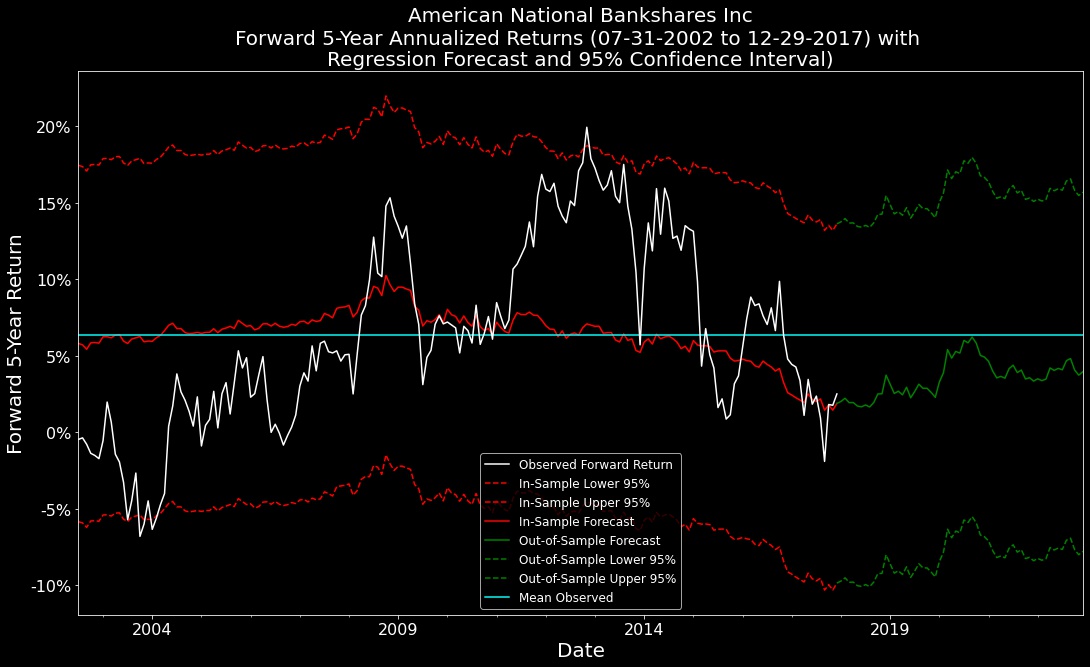 American National Bankshares Inc
Forward 5-Year Annualized Returns (07-31-2002 to 12-29-2017) with
Regression Forecast and 95% Confidence Interval)
Forward 5-Year Return
20%
15%
10%
5%
0%
-5%
-10%
Observed Forward Return
In-Sample Lower 95%
In-Sample Upper 95%
In-Sample Forecast
Out-of-Sample Forecast
Out-of-Sample Lower 95%
Out-of-Sample Upper 95%
Mean Observed
2004
2009
2014
2019
Date